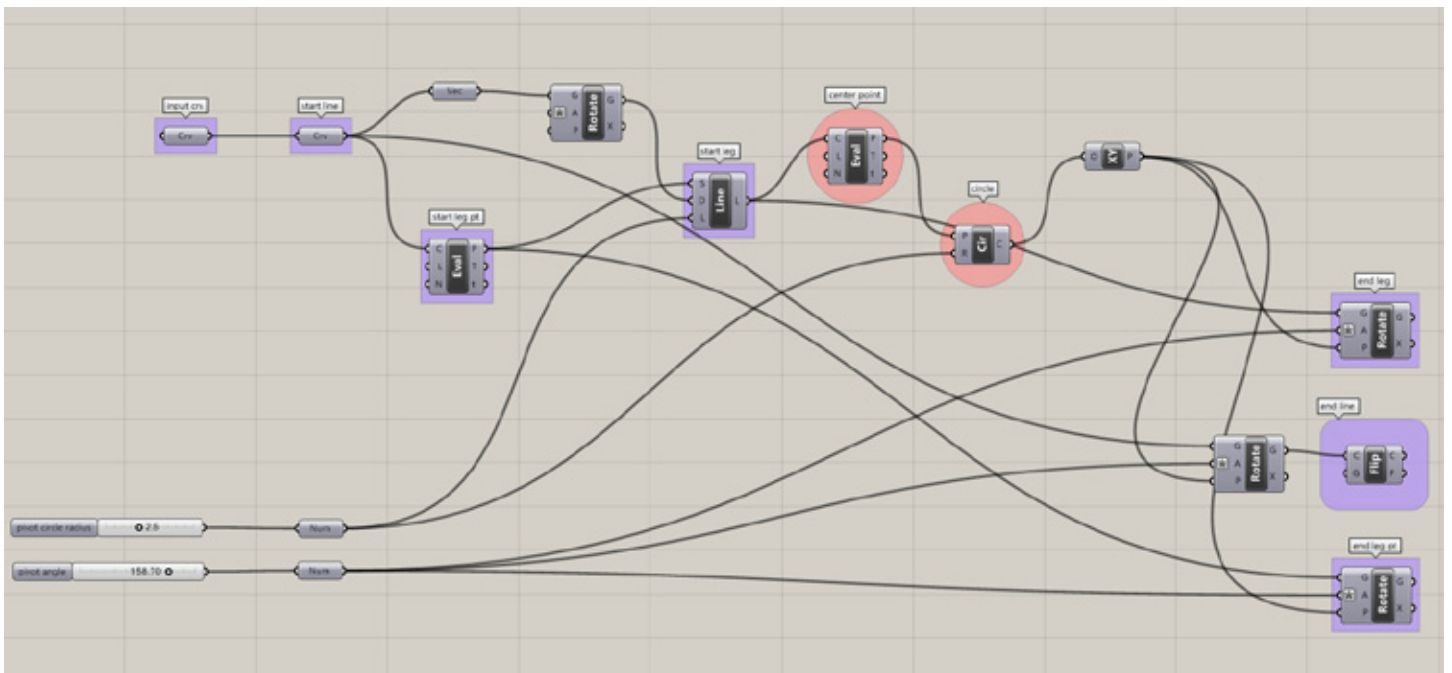 input crv
start line
Crv
Crv
Vec
G
A
P
Rotate
G
X
start leg
S
D
L
Line
L
center point
C
L
N
Eval
P
T
t
circle
P
R
Cir
C
O
XY
P
start leg pt
C
L
N
Eval
P
T
t
end leg
G
A
P
Rotate
G
X
end line
G
A
P
Rotate
G
X
C
G
Flip
C
F
pivot circle radius
2.6
Num
pivot angle
158.70
Num
end leg pt
G
A
P
Rotate
G
X